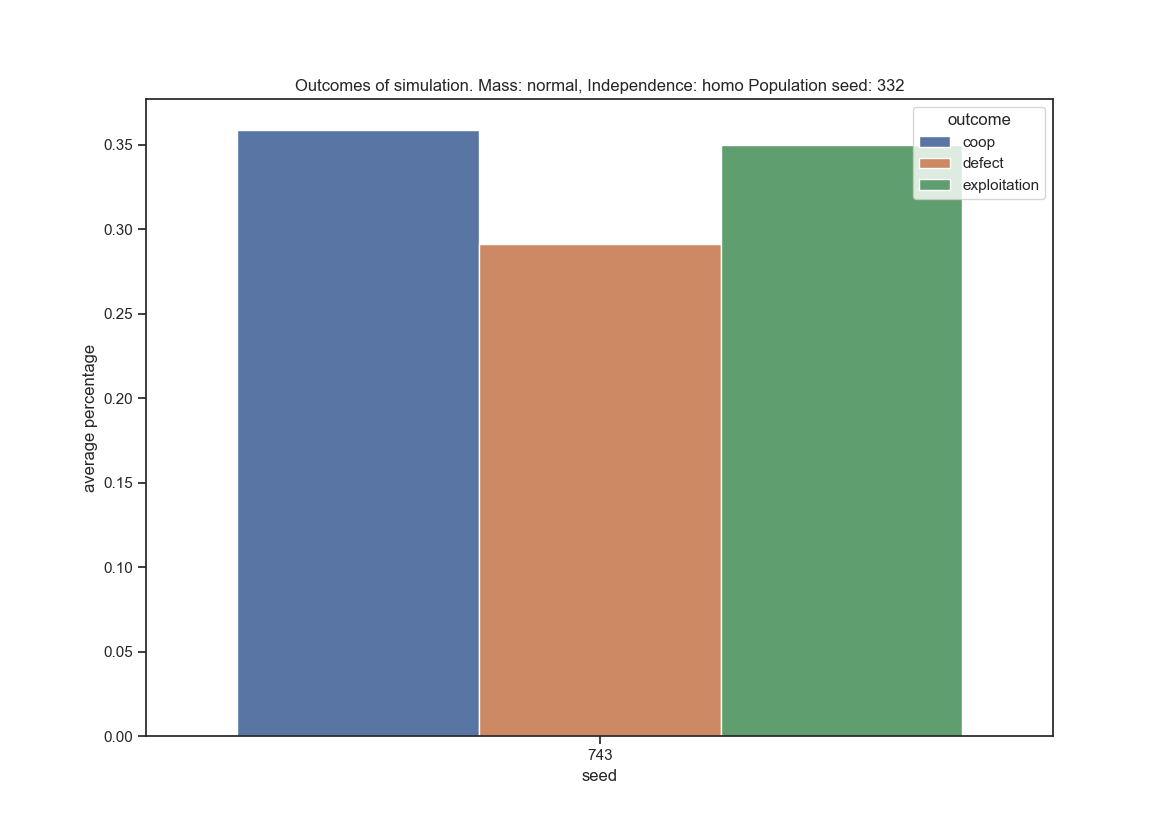 Outcomes of simulation. Mass: normal, Independence: homo Population seed: 332
outcome
coop
defect
exploitation
average percentage
0.35
0.30
0.25
0.20
0.15
0.10
0.05
0.00
743
seed